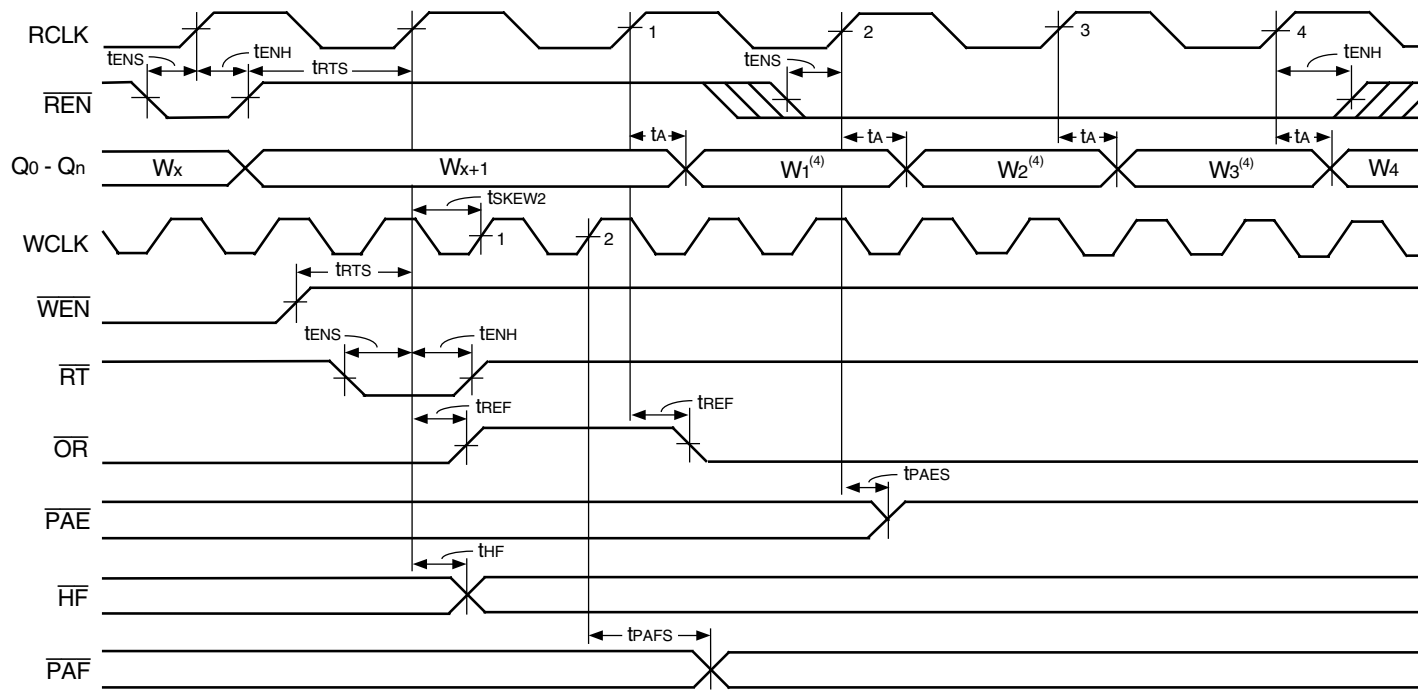 RCLK 1 2 3 4
tENS tENH tRTS tENS tENH
REN
tA tA tA tA
Q0 - Qn Wx Wx+1 W1(4) W2(4) W3(4) W4
tSKEW2
WCLK 1 2
tRTS
WEN
tENS tENH
RT
tREF tREF
OR
tPAES
PAE
tHF
HF
tPAFS
PAF